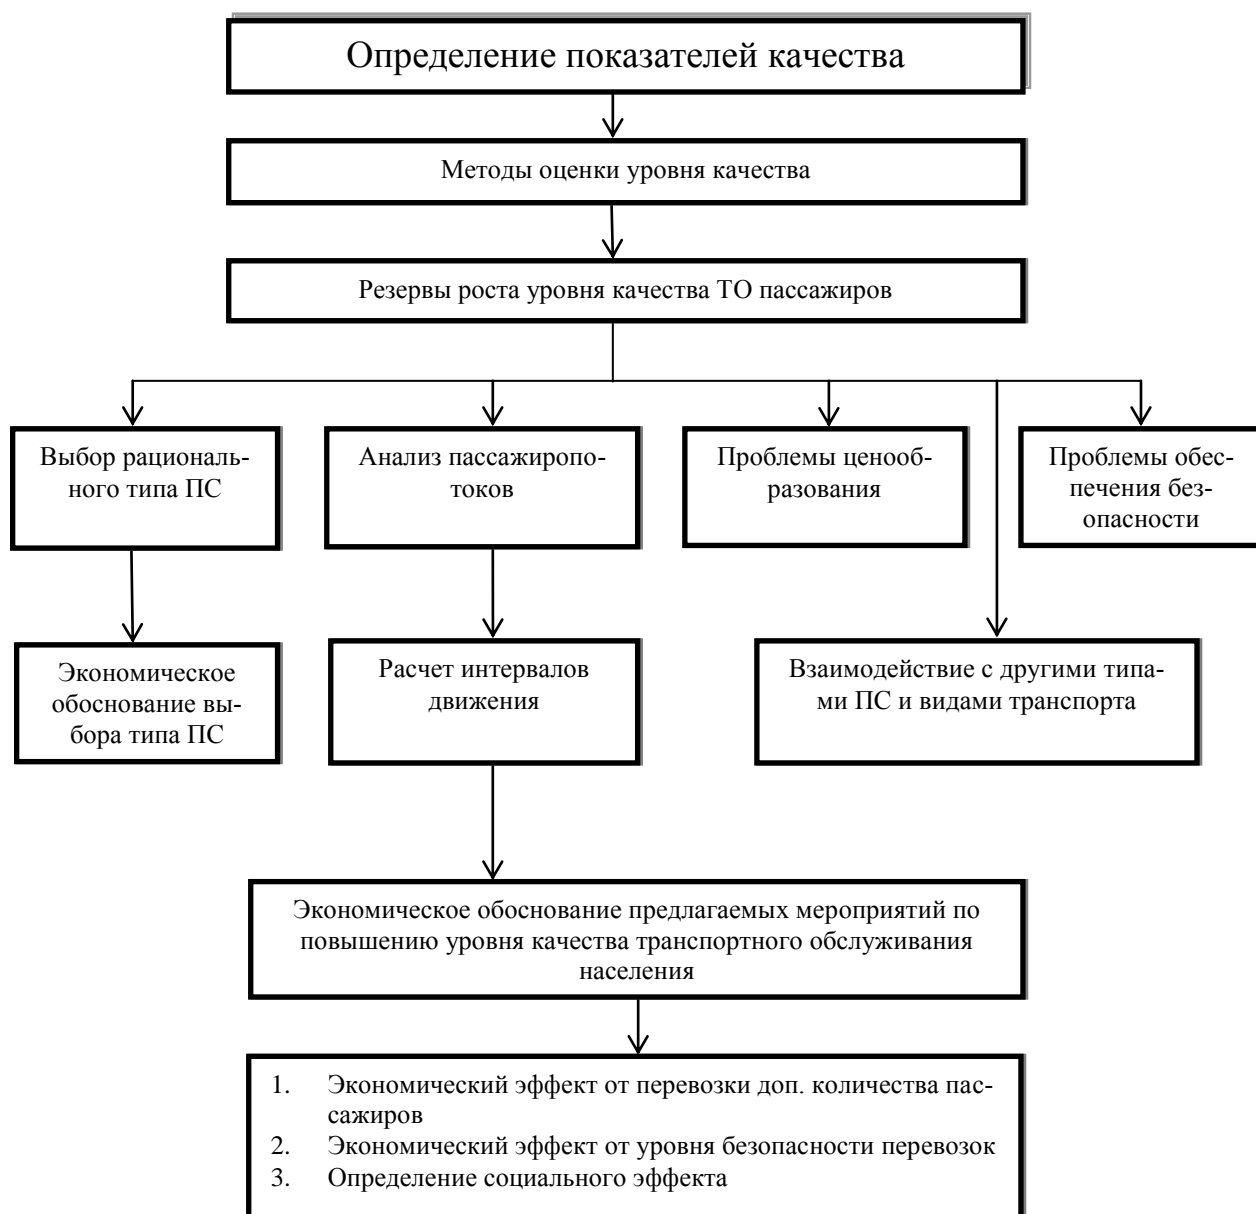 Определение показателей качества
Методы оценки уровня качества
Резервы роста уровня качества ТО пассажиров
Выбор рациональ-
ного типа ПС
Анализ пассажиропо-
токов
Проблемы ценооб-
разования
Проблемы обес-
печения без-
опасности
Экономическое
обоснование вы-
бора типа ПС
Расчет интервалов
движения
Взаимодействие с другими типа-
ми ПС и видами транспорта
Экономическое обоснование предлагаемых мероприятий по
повышению уровня качества транспортного обслуживания
населения
1. Экономический эффект от перевозки доп. количества пас-
сажиров
2. Экономический эффект от уровня безопасности перевозок
3. Определение социального эффекта